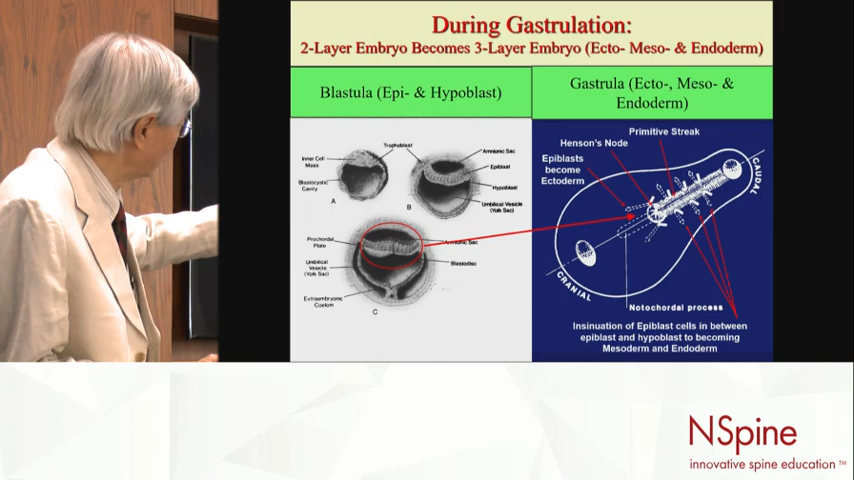 During Gastrulation:
2-Layer Embryo Becomes 3-Layer Embryo (Ecto- Meso- & Endoderm)
Blastula (Epi- & Hypoblast)
Gastrula (Ecto-, Meso- &
Endoderm)
Inner Cell
Mass
Trophoblast
Blastocystic
Cavity
A
Amnionic Sac
Epiblast
Hypoblast
Umbilical Vesicle
(Yolk Sac)
B
Prochordal
Plate
Umbilical
Vesicle
(Yolk Sac)
Extraembryonic
Coelom
Amnionic Sac
Blastodisc
C
Primitive Streak
Henson's Node
Epiblasts
become
Ectoderm
CAUDAL
CRANIAL
Notochordal process
Insinuation of Epiblast cells in between
epiblast and hypoblast to becoming
Mesoderm and Endoderm
NSpine
innovative spine education™